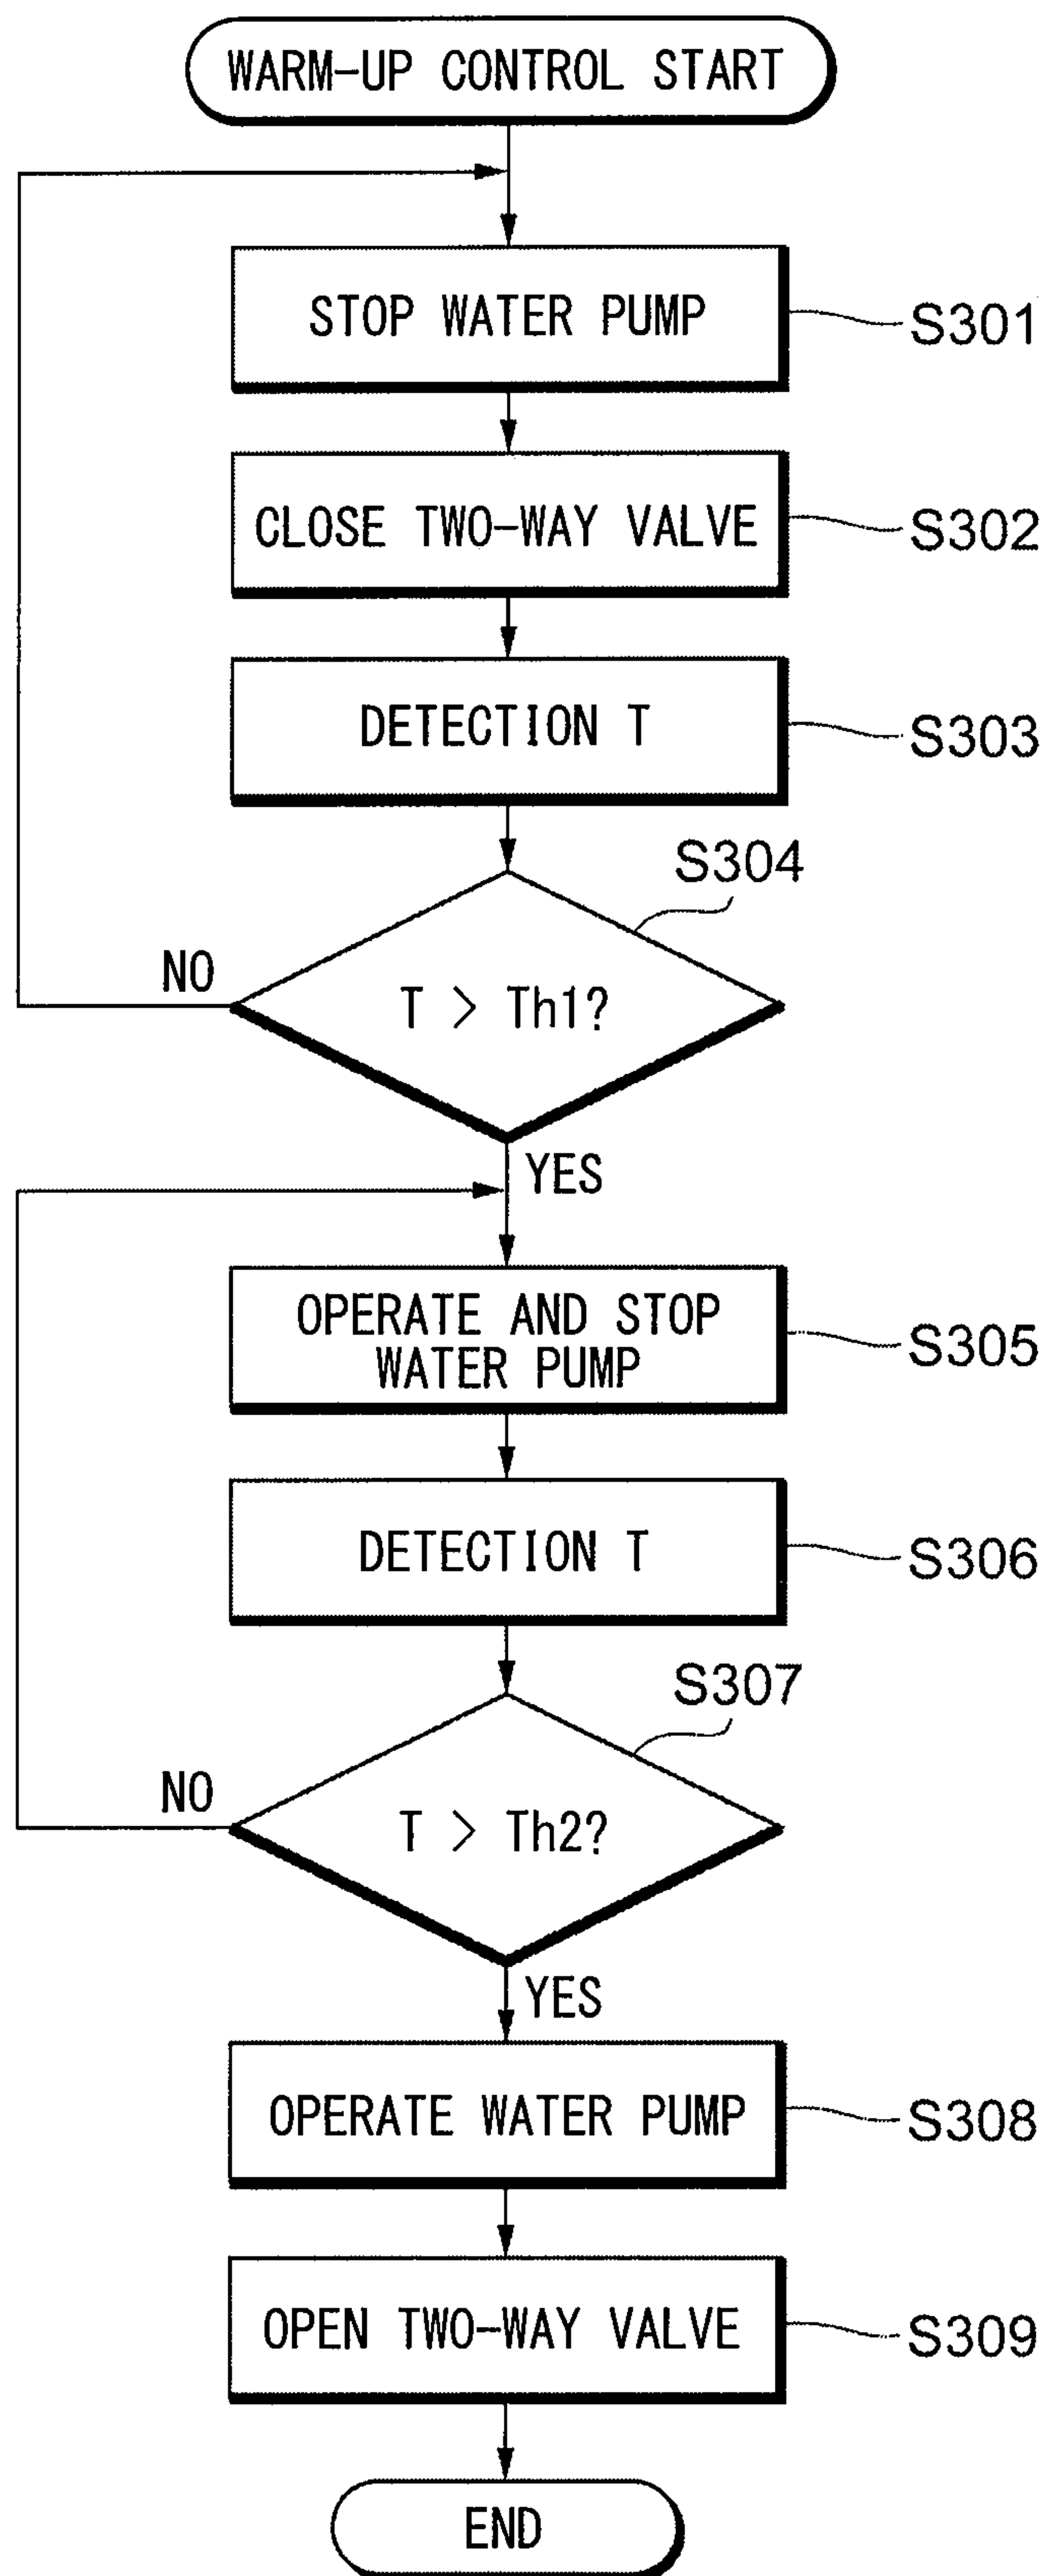 WARM-UP CONTROL START
STOP WATER PUMP
S301
CLOSE TWO-WAY VALVE
S302
DETECTION T
S303
S304
NO
T > Th1?
YES
OPERATE AND STOP
WATER PUMP
S305
DETECTION T
S306
S307
NO
T > Th2?
YES
OPERATE WATER PUMP
S308
OPEN TWO-WAY VALVE
S309
END